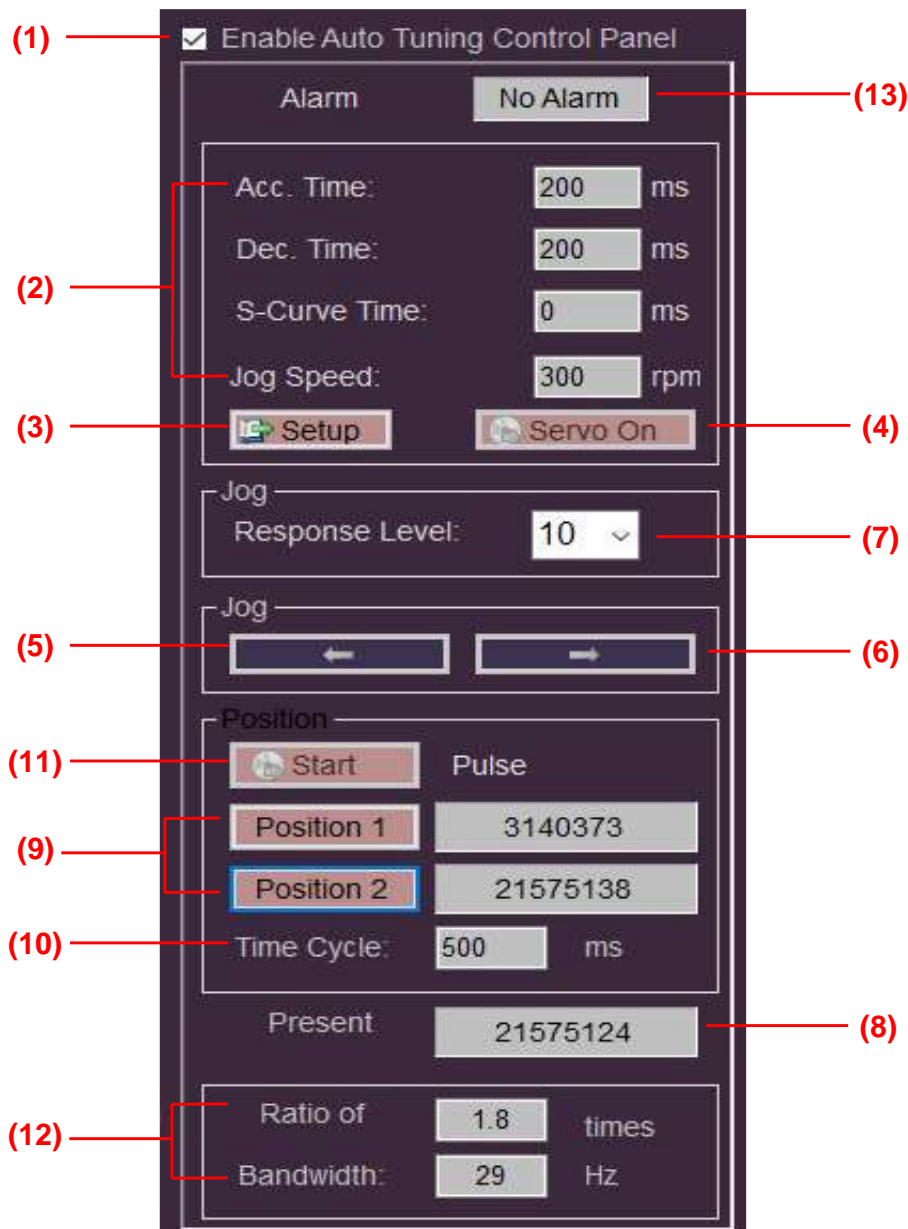 (1) Enable Auto Tuning Control Panel
Alarm No Alarm (13)
Acc. Time: 200 ms
Dec. Time: 200 ms
(2)
S-Curve Time: 0 ms
Jog Speed: 300 rpm
(3) Setup Servo On (4)
Jog
Response Level: 10 (7)
Jog
(5) (6)
Position
(11) Start Pulse
Position 1 3140373
(9)
Position 2 21575138
(10) Time Cycle: 500 ms
Present 21575124 (8)
Ratio of 1.8 times
(12)
Bandwidth: 29 Hz